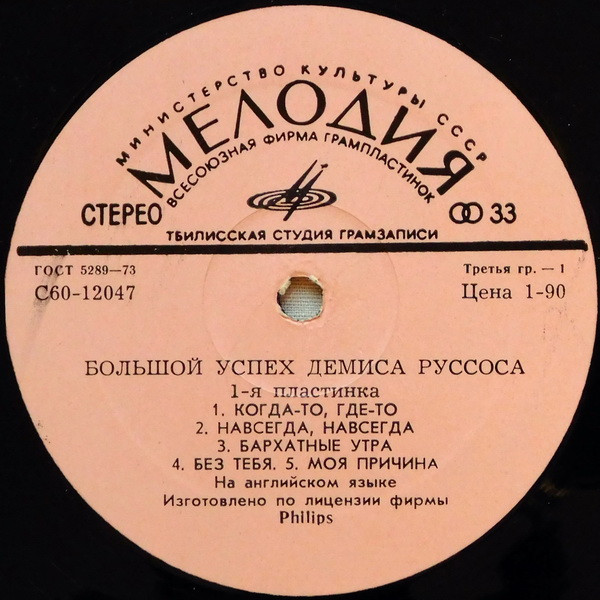 МИНИСТЕРСТВО КУЛЬТУРЫ СССР
МЕЛОДИЯ
ВСЕСОЮЗНАЯ ФИРМА ГРАМПЛАСТИНОК
СТЕРЕО
33
ТБИЛИССКАЯ СТУДИЯ ГРАМЗАПИСИ
ГОСТ 5289—73
Третья гр. — 1
С60-12047
Цена 1-90
БОЛЬШОЙ УСПЕХ ДЕМИСА РУССОСА
1-я пластинка
1. КОГДА-ТО, ГДЕ-ТО
2. НАВСЕГДА, НАВСЕГДА
3. БАРХАТНЫЕ УТРА
4. БЕЗ ТЕБЯ. 5. МОЯ ПРИЧИНА
На английском языке
Изготовлено по лицензии фирмы
Philips